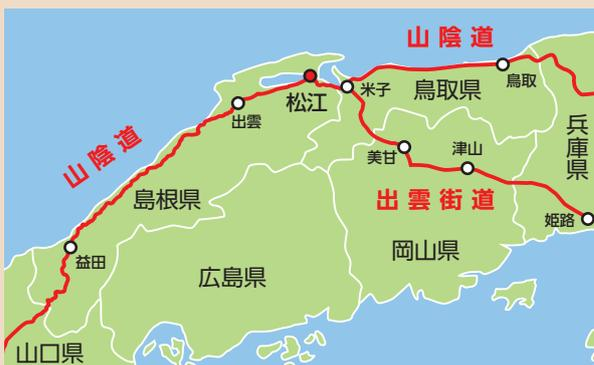 山陰道
鳥取
米子
鳥取県
松江
出雲
兵庫県
山陰道
美甘
津山
島根県
出雲街道
姫路
岡山県
益田
広島県
山口県